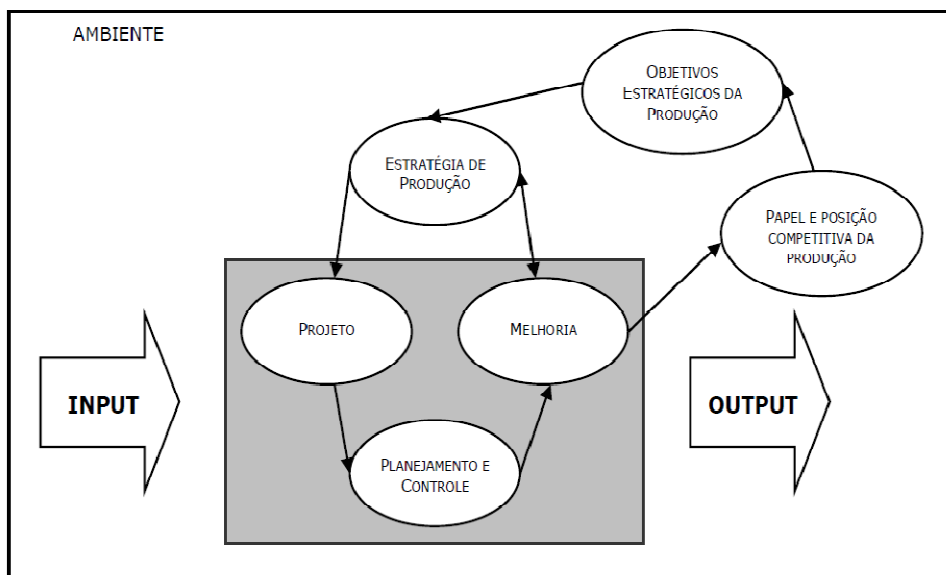 AMBIENTE
OBJETIVOS
ESTRATÉGICOS DA
PRODUÇÃO
ESTRATÉGIA DE
PRODUÇÃO
PAPEL E POSIÇÃO
COMPETITIVA DA
PRODUÇÃO
PROJETO
MELHORIA
INPUT
OUTPUT
PLANEJAMENTO E
CONTROLE